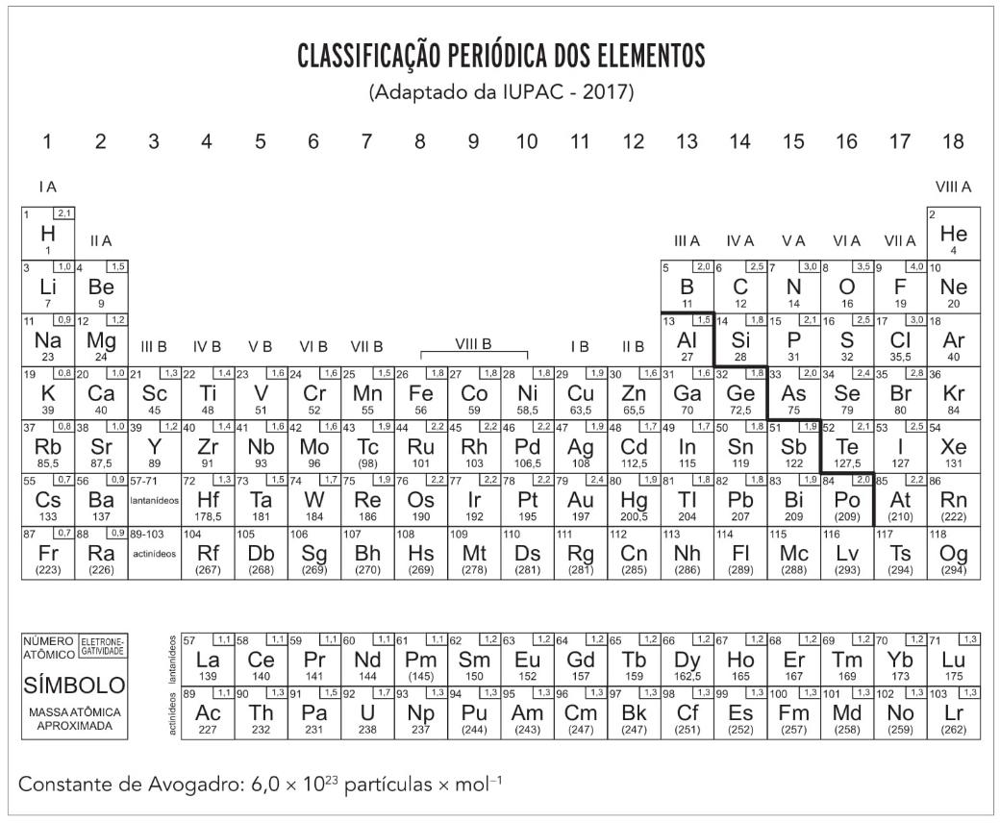 CLASSIFICAÇÃO PERIÓDICA DOS ELEMENTOS
(Adaptado da IUPAC - 2017)
1 2 3 4 5 6 7 8 9 10 11 12 13 14 15 16 17 18
I A VIII A
II A III A IV A V A VI A VII A
III B IV B V B VI B VII B VIII B I B II B
1 2,1 2
H He
1 4
3 1,0 4 1,5 5 2,0 6 2,5 7 3,0 8 3,5 9 4,0 10
Li Be B C N O F Ne
7 9 11 12 14 16 19 20
11 0,9 12 1,2 13 1,5 14 1,8 15 2,1 16 2,5 17 3,0 18
Na Mg Al Si P S Cl Ar
23 24 27 28 31 32 35,5 40
19 0,8 20 1,0 21 1,3 22 1,4 23 1,6 24 1,6 25 1,5 26 1,8 27 1,8 28 1,8 29 1,9 30 1,6 31 1,6 32 1,8 33 2,0 34 2,4 35 2,8 36
K Ca Sc Ti V Cr Mn Fe Co Ni Cu Zn Ga Ge As Se Br Kr
39 40 45 48 51 52 55 56 59 58,5 63,5 65,5 70 72,5 75 79 80 84
37 0,8 38 1,0 39 1,2 40 1,4 41 1,6 42 1,6 43 1,9 44 2,2 45 2,2 46 2,2 47 1,9 48 1,7 49 1,7 50 1,8 51 1,9 52 2,1 53 2,5 54
Rb Sr Y Zr Nb Mo Tc Ru Rh Pd Ag Cd In Sn Sb Te I Xe
85,5 87,5 89 91 93 96 (98) 101 103 106,5 108 112,5 115 119 122 127,5 127 131
55 0,7 56 0,9 57-71 72 1,3 73 1,5 74 1,7 75 1,9 76 2,2 77 2,2 78 2,2 79 2,4 80 1,9 81 1,8 82 1,8 83 1,9 84 2,0 85 2,2 86
Cs Ba lantanídeos Hf Ta W Re Os Ir Pt Au Hg Tl Pb Bi Po At Rn
133 137 178,5 181 184 186 190 192 195 197 200,5 204 207 209 (209) (210) (222)
87 0,7 88 0,9 89-103 104 105 106 107 108 109 110 111 112 113 114 115 116 117 118
Fr Ra actinídeos Rf Db Sg Bh Hs Mt Ds Rg Cn Nh Fl Mc Lv Ts Og
(223) (226) (267) (268) (269) (270) (269) (278) (281) (281) (285) (286) (289) (288) (293) (294) (294)
NÚMERO ATÔMICO
ELETRONE-
GATIVIDADE
SÍMBOLO
MASSA ATÔMICA
APROXIMADA
lantanídeos
57 1,1 58 1,1 59 1,1 60 1,1 61 1,1 62 1,2 63 1,2 64 1,2 65 1,2 66 1,2 67 1,2 68 1,2 69 1,2 70 1,2 71 1,3
La Ce Pr Nd Pm Sm Eu Gd Tb Dy Ho Er Tm Yb Lu
139 140 141 144 (145) 150 152 157 159 162,5 165 167 169 173 175
actinídeos
89 1,1 90 1,3 91 1,5 92 1,7 93 1,3 94 1,3 95 1,3 96 1,3 97 1,3 98 1,3 99 1,3 100 1,3 101 1,3 102 1,3 103 1,3
Ac Th Pa U Np Pu Am Cm Bk Cf Es Fm Md No Lr
227 232 231 238 237 (244) (243) (247) (247) (251) (252) (257) (258) (259) (262)
Constante de Avogadro: 6,0 × 10²³ partículas × mol⁻¹